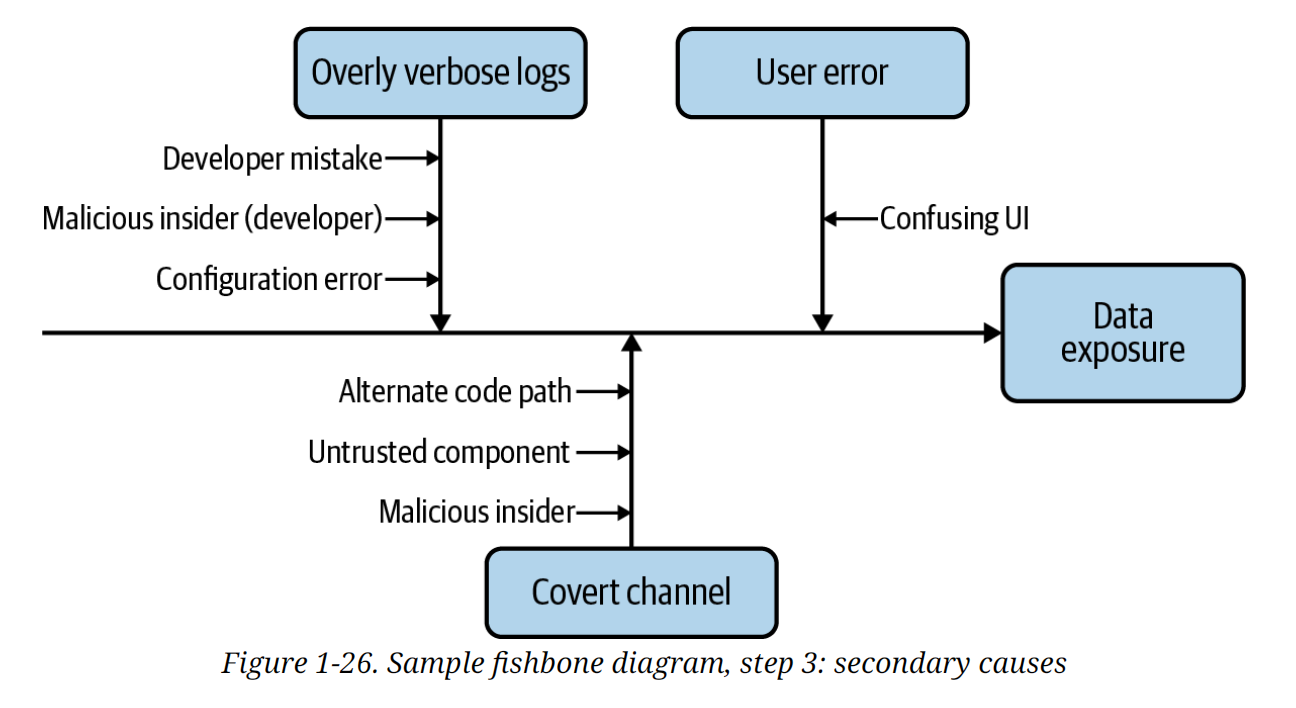 Overly verbose logs
User error
Developer mistake
Malicious insider (developer)
Confusing UI
Configuration error
Data
exposure
Alternate code path
Untrusted component
Malicious insider
Covert channel
Figure 1-26. Sample fishbone diagram, step 3: secondary causes